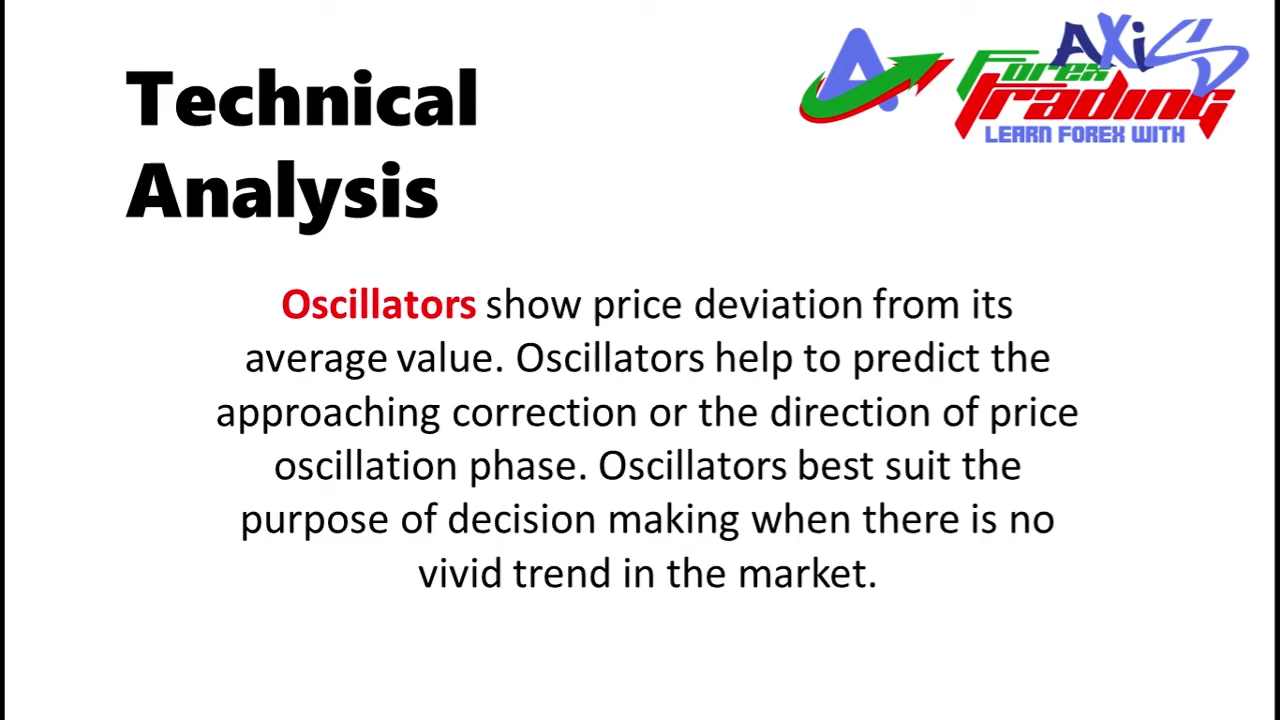 Technical
Analysis
A
AXiS
Forex
Trading
LEARN FOREX WITH
Oscillators show price deviation from its
average value. Oscillators help to predict the
approaching correction or the direction of price
oscillation phase. Oscillators best suit the
purpose of decision making when there is no
vivid trend in the market.